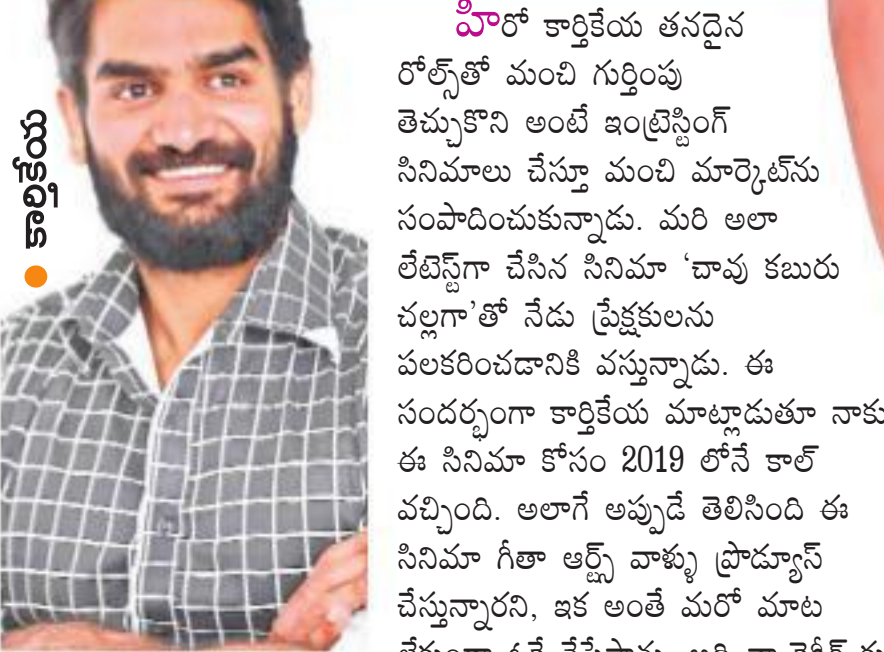 ● కార్తికేయ
హీరో కార్తికేయ తనదైన
రోల్స్‌తో మంచి గుర్తింపు
తెచ్చుకొని అంటే ఇంట్రెస్టింగ్
సినిమాలు చేస్తూ మంచి మార్కెట్‌ను
సంపాదించుకున్నాడు. మరి అలా
లేటెస్ట్‌గా చేసిన సినిమా ‘చావు కబురు
చల్లగా’తో నేడు ప్రేక్షకులను
పలకరించడానికి వస్తున్నాడు. ఈ
సందర్భంగా కార్తికేయ మాట్లాడుతూ నాకు
ఈ సినిమా కోసం 2019 లోనే కాల్
వచ్చింది. అలాగే అప్పుడే తెలిసింది ఈ
సినిమా గీతా ఆర్ట్స్ వాళ్ళు ప్రొడ్యూస్
చేస్తున్నారని, ఇక అంతే మరో మాట